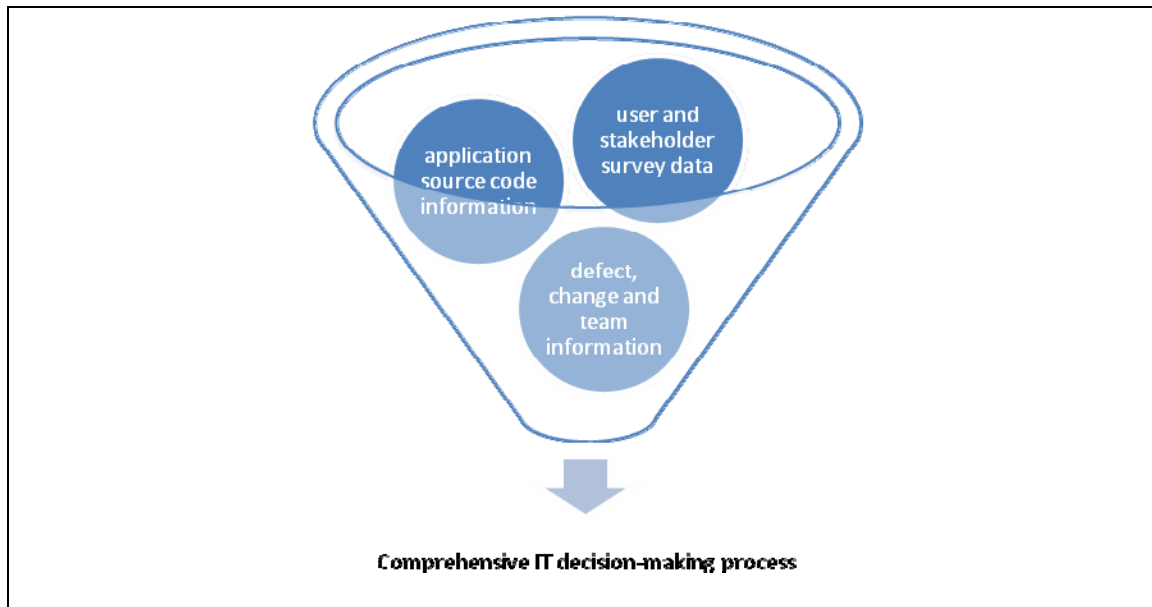 user and
stakeholder
survey data
application
source code
information
defect,
change and
team
information
Comprehensive IT decision-making process